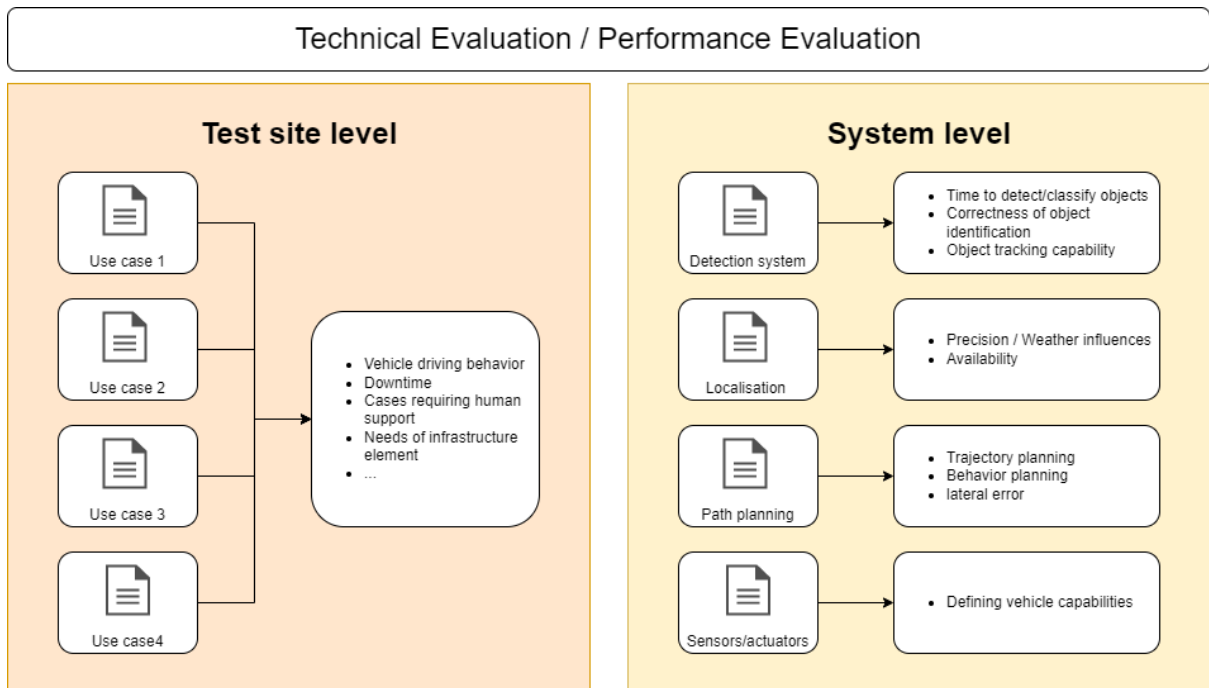 Technical Evaluation / Performance Evaluation
Test site level
Use case 1
Use case 2
Use case 3
Use case4
• Vehicle driving behavior
• Downtime
• Cases requiring human
support
• Needs of infrastructure
element
• ...
System level
Detection system
• Time to detect/classify objects
• Correctness of object
identification
• Object tracking capability
Localisation
• Precision / Weather influences
• Availability
Path planning
• Trajectory planning
• Behavior planning
• lateral error
Sensors/actuators
• Defining vehicle capabilities